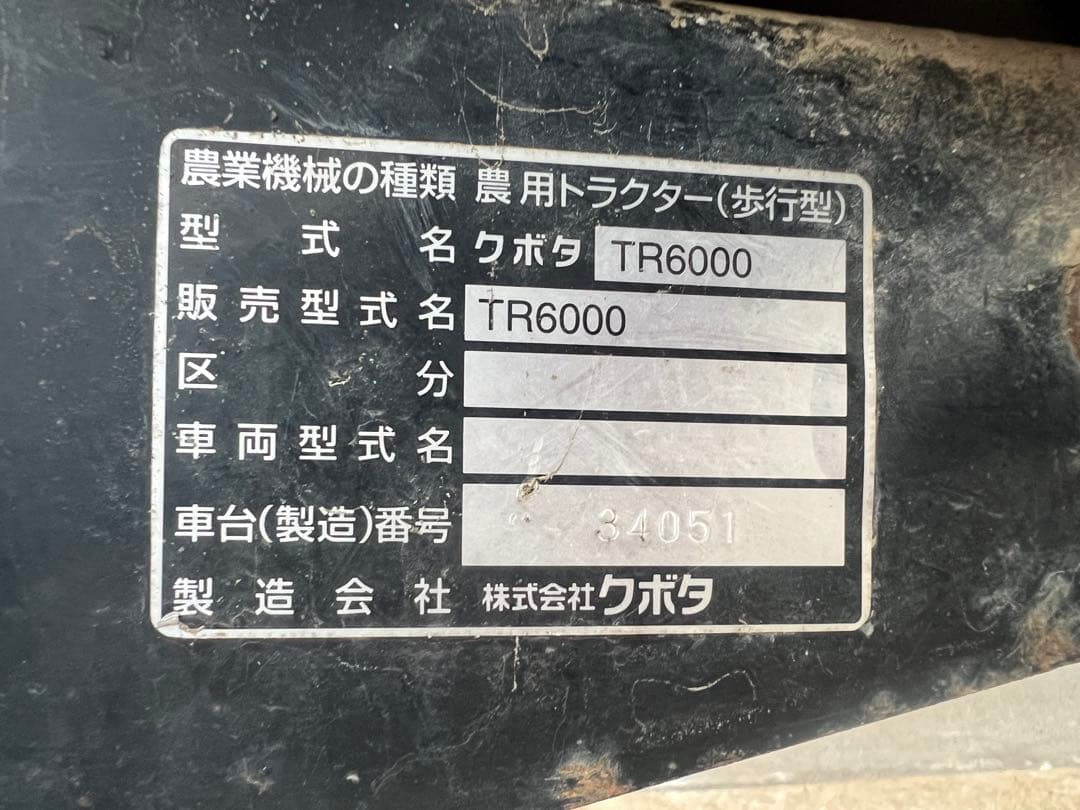 農業機械の種類 農用トラクター(歩行型)
型式名 クボタ TR6000
販売型式名 TR6000
区分
車両型式名
車台(製造)番号 34051
製造会社 株式会社クボタ